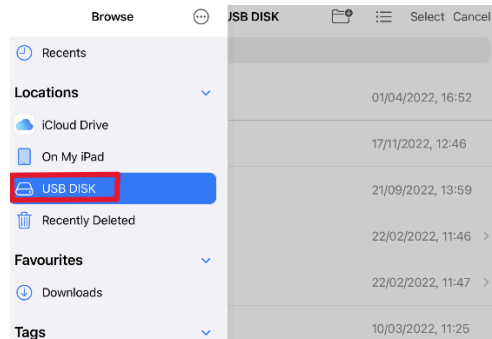 Browse
USB DISK
Select Cancel
Recents
Locations
01/04/2022, 16:52
iCloud Drive
17/11/2022, 12:46
On My iPad
USB DISK
21/09/2022, 13:59
Recently Deleted
22/02/2022, 11:46
Favourites
22/02/2022, 11:47
Downloads
10/03/2022, 11:25
Tags